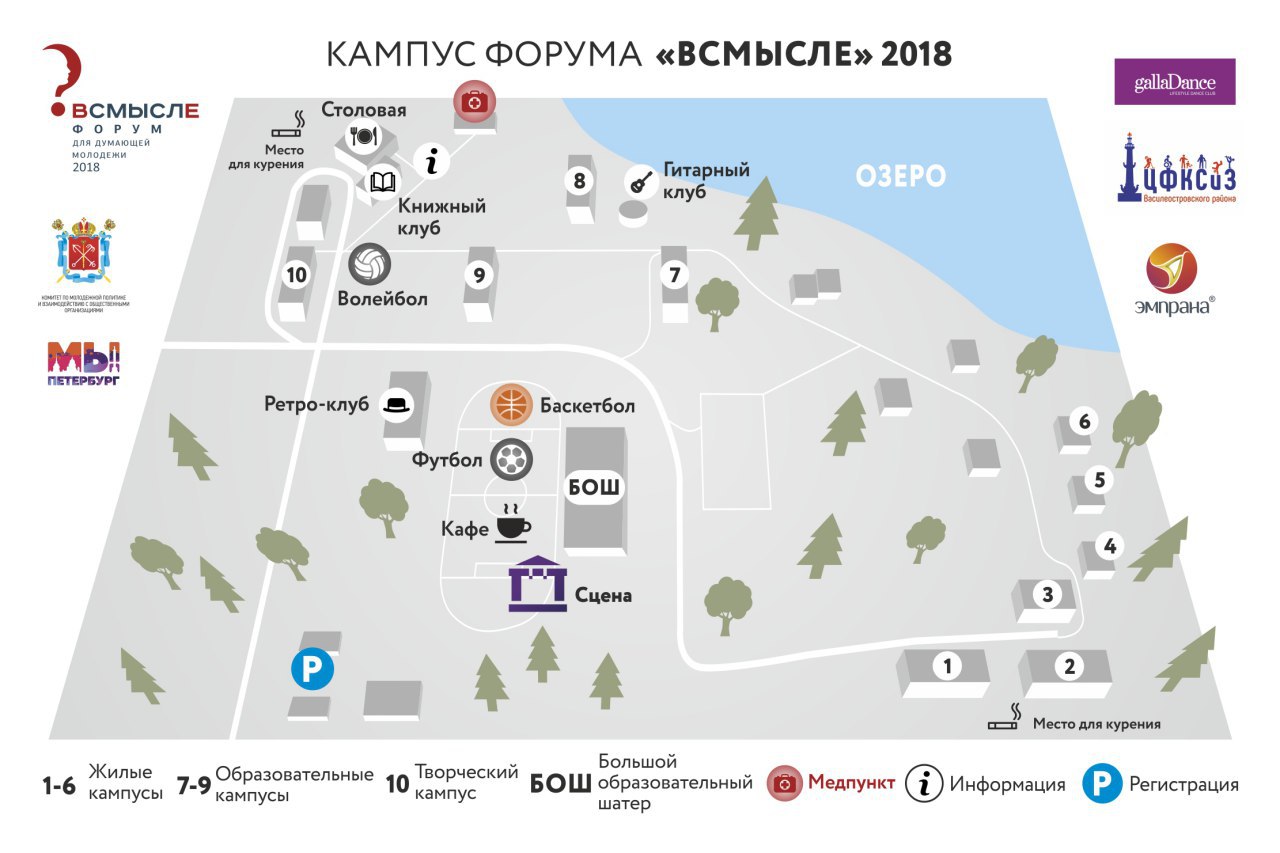 КАМПУС ФОРУМА «ВСМЫСЛЕ» 2018
ВСМЫСЛЕ
ФОРУМ
ДЛЯ ДУМАЮЩЕЙ
МОЛОДЕЖИ
2018
КОМИТЕТ ПО МОЛОДЕЖНОЙ ПОЛИТИКЕ
И ВЗАИМОДЕЙСТВИЮ С ОБЩЕСТВЕННЫМИ
ОРГАНИЗАЦИЯМИ
МЫ
ПЕТЕРБУРГ
gallaDance
LIFESTYLE DANCE CLUB
ЦФКСиЗ
Василеостровского района
эмпрана®
Место
для курения
Столовая
i
Книжный
клуб
8
Гитарный
клуб
ОЗЕРО
10
Волейбол
9
7
Ретро-клуб
Баскетбол
Футбол
БОШ
Кафе
Сцена
6
5
4
3
P
1
2
Место для курения
1-6 Жилые
кампусы
7-9 Образовательные
кампусы
10 Творческий
кампус
БОШ Большой
образовательный
шатер
Медпункт
i Информация
P Регистрация